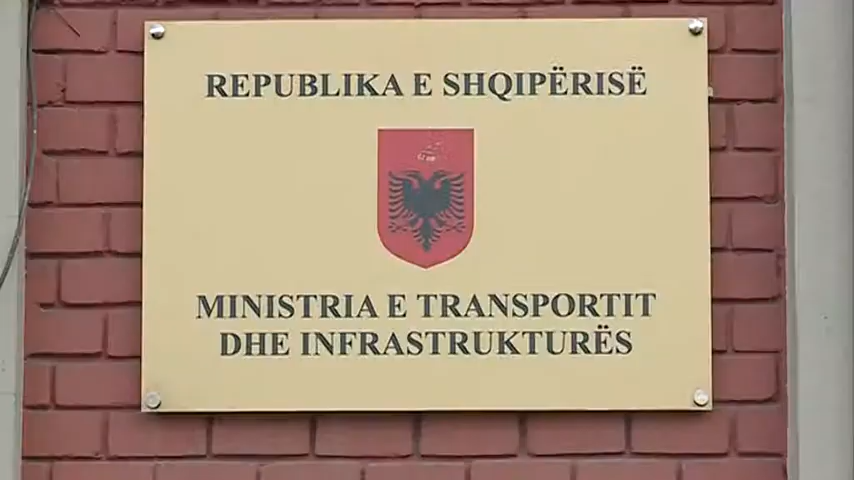 REPUBLIKA E SHQIPËRISË
MINISTRIA E TRANSPORTIT
DHE INFRASTRUKTURËS